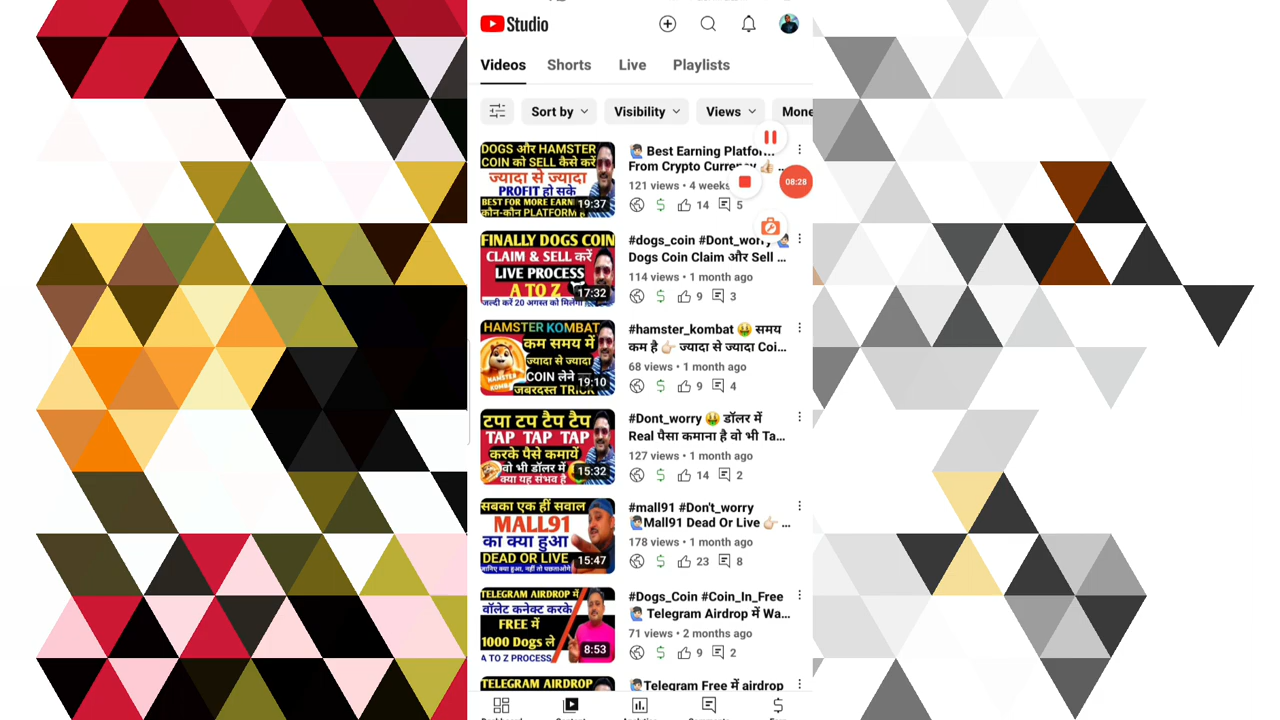 Studio
Videos Shorts Live Playlists
Sort by Visibility Views Mone
DOGS और HAMSTER
COIN को SELL कैसे करें
ज्यादा से ज्यादा
PROFIT हो सके
BEST FOR MORE EARN
कौन-कौन PLATFORM
19:37
Best Earning Platform
From Crypto Currency ..
121 views • 4 weeks
14 5
08:28
FINALLY DOGS COIN
CLAIM & SELL करें
LIVE PROCESS
A TO Z
जल्दी करें 20 अगस्त को मिलेगा
17:32
#dogs_coin #Dont_worry
Dogs Coin Claim और Sell ...
114 views • 1 month ago
9 3
HAMSTER KOMBAT
कम समय में
ज्यादा से ज्यादा
COIN लेने
जबरदस्त TRICK
HAMSTER
KOMBAT
19:10
#hamster_kombat समय
कम है ज्यादा से ज्यादा Coi...
68 views • 1 month ago
9 4
टपा टप टैप टैप
TAP TAP TAP
करके पैसे कमायें
वो भी डॉलर में
क्या यह संभव है
15:32
#Dont_worry डॉलर में
Real पैसा कमाना है वो भी Ta...
127 views • 1 month ago
14 2
सबका एक हीं सवाल
MALL91
का क्या हुआ
DEAD OR LIVE
जानिए क्या हुआ, नहीं तो पछताओगे
15:47
#mall91 #Don't_worry
Mall91 Dead Or Live ...
178 views • 1 month ago
23 8
TELEGRAM AIRDROP में
वॉलेट कनेक्ट करके
FREE में
1000 Dogs ले
A TO Z PROCESS
8:53
#Dogs_Coin #Coin_In_Free
Telegram Airdrop में Wa...
71 views • 2 months ago
9 2
TELEGRAM AIRDROP
Telegram Free में airdrop